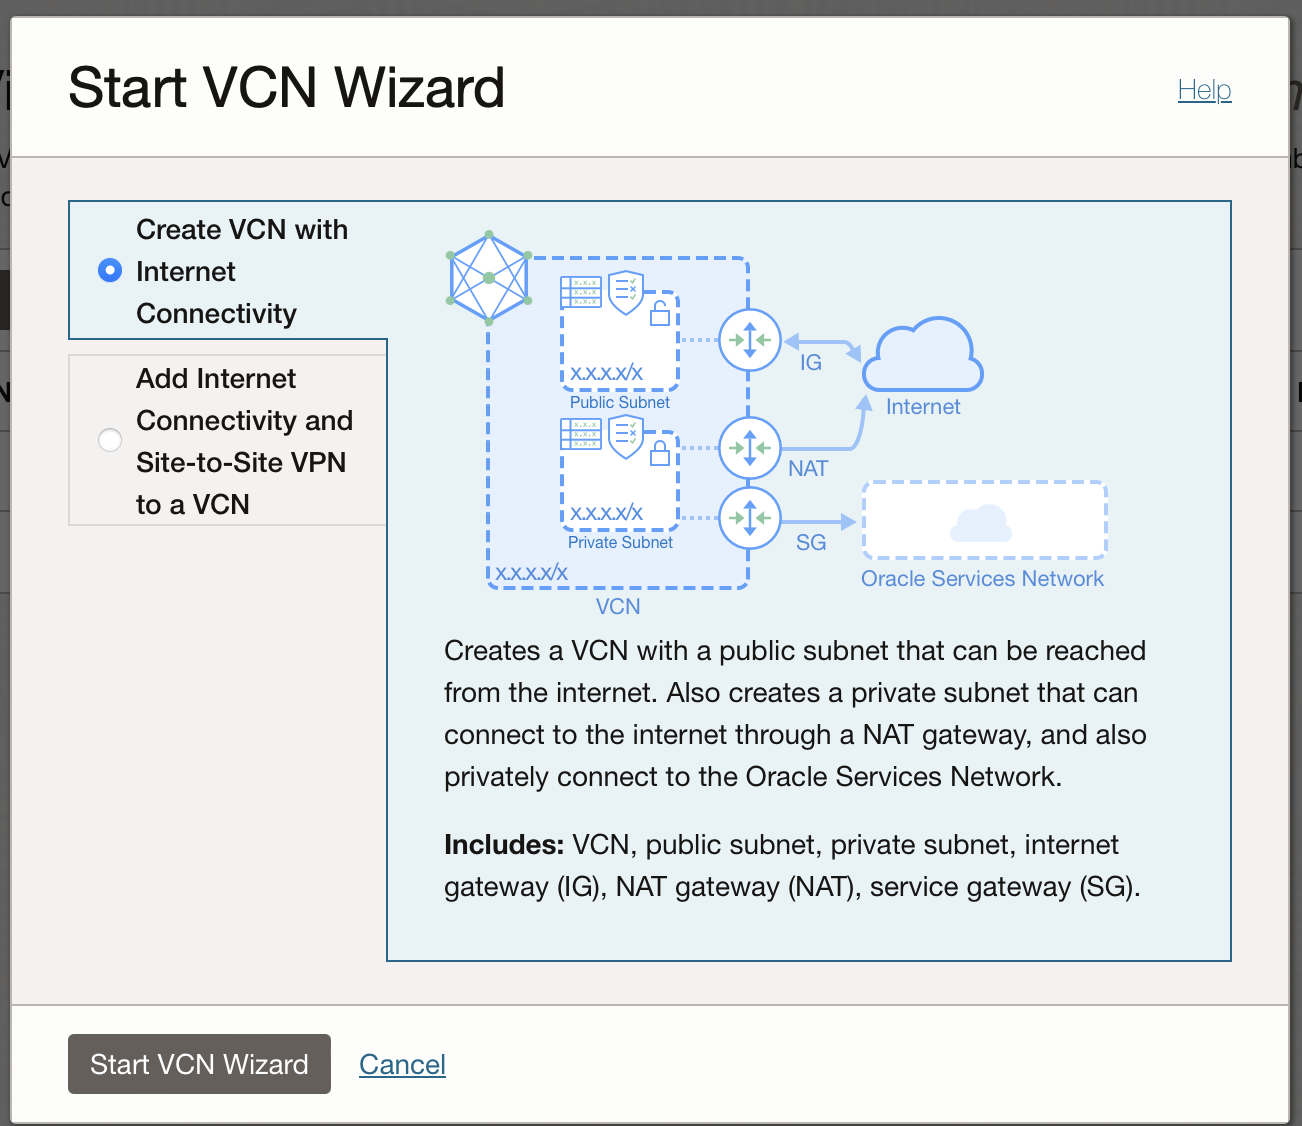 Start VCN Wizard
Help
Create VCN with
Internet
Connectivity
Add Internet
Connectivity and
Site-to-Site VPN
to a VCN
x.x.x.x/x
Public Subnet
x.x.x.x/x
Private Subnet
x.x.x.x/x
VCN
IG
Internet
NAT
SG
Oracle Services Network
Creates a VCN with a public subnet that can be reached
from the internet. Also creates a private subnet that can
connect to the internet through a NAT gateway, and also
privately connect to the Oracle Services Network.
Includes: VCN, public subnet, private subnet, internet
gateway (IG), NAT gateway (NAT), service gateway (SG).
Start VCN Wizard
Cancel